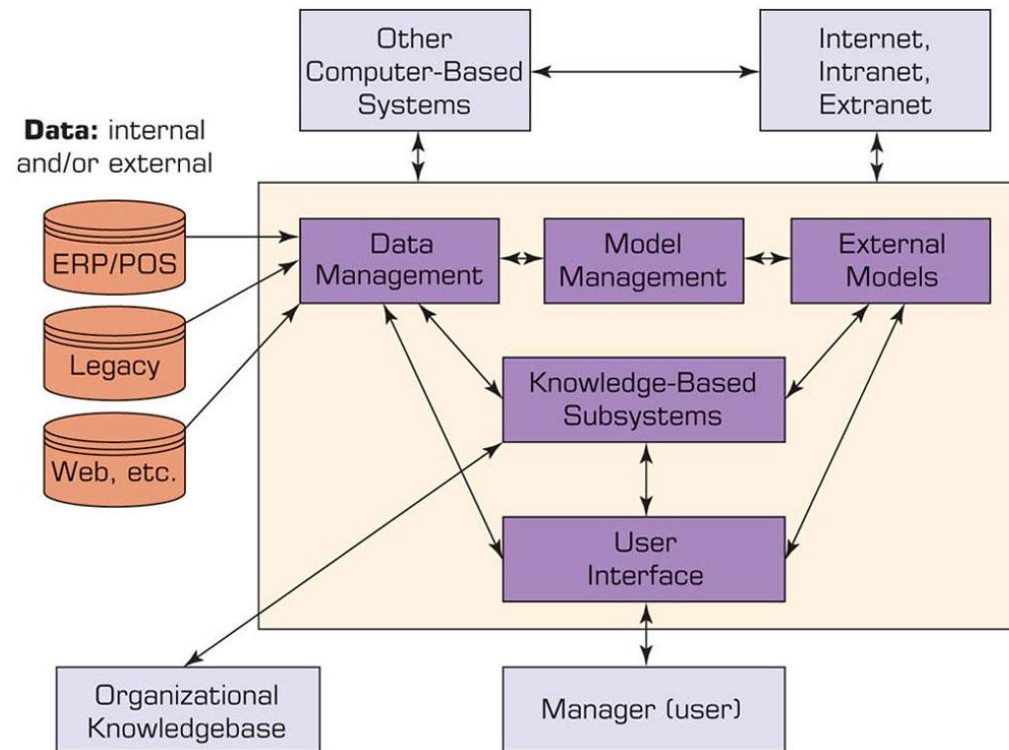 Other
Computer-Based
Systems
Internet,
Intranet,
Extranet
Data: internal
and/or external
ERP/POS
Legacy
Web, etc.
Data
Management
Model
Management
External
Models
Knowledge-Based
Subsystems
User
Interface
Organizational
Knowledgebase
Manager (user)